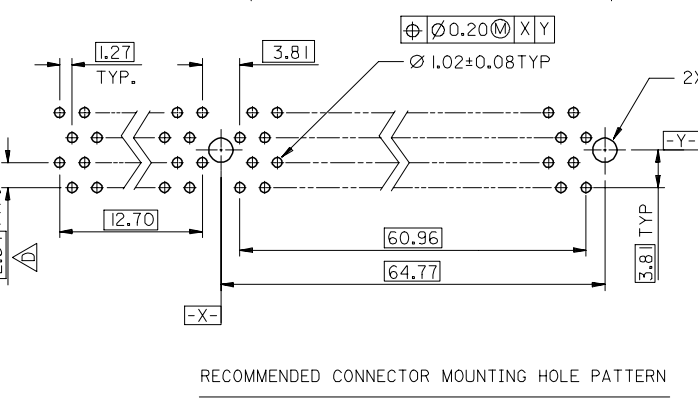 ⌖ Ø0.20Ⓜ X Y
1.27
TYP.
3.81
Ø 1.02±0.08TYP
2X
-Y-
12.70
60.96
3.81 TYP
64.77
D
-X-
RECOMMENDED CONNECTOR MOUNTING HOLE PATTERN